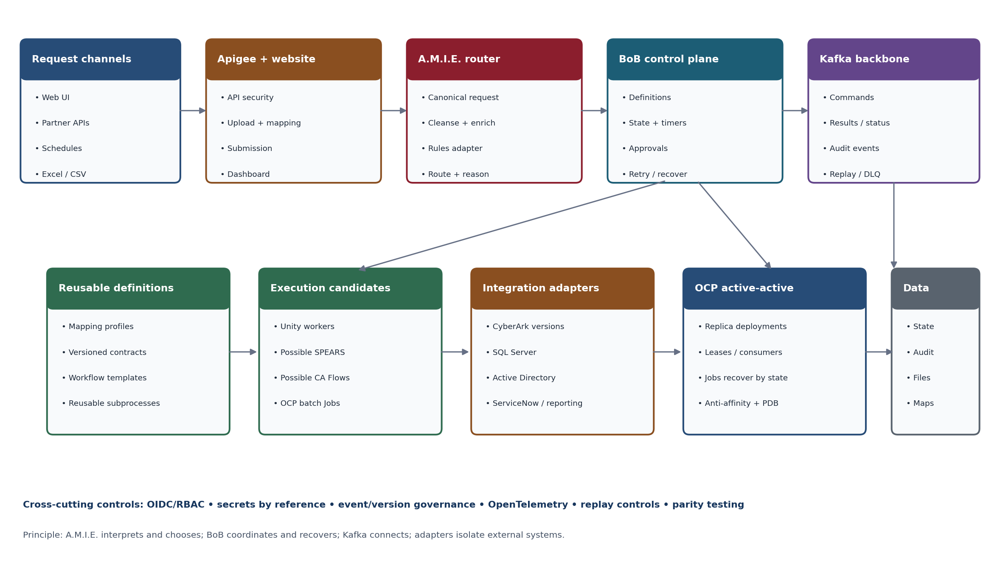 Request channels
• Web UI
• Partner APIs
• Schedules
• Excel / CSV
Apigee + website
• API security
• Upload + mapping
• Submission
• Dashboard
A.M.I.E. router
• Canonical request
• Cleanse + enrich
• Rules adapter
• Route + reason
BoB control plane
• Definitions
• State + timers
• Approvals
• Retry / recover
Kafka backbone
• Commands
• Results / status
• Audit events
• Replay / DLQ
Reusable definitions
• Mapping profiles
• Versioned contracts
• Workflow templates
• Reusable subprocesses
Execution candidates
• Unity workers
• Possible SPEARS
• Possible CA Flows
• OCP batch Jobs
Integration adapters
• CyberArk versions
• SQL Server
• Active Directory
• ServiceNow / reporting
OCP active-active
• Replica deployments
• Leases / consumers
• Jobs recover by state
• Anti-affinity + PDB
Data
• State
• Audit
• Files
• Maps
Cross-cutting controls: OIDC/RBAC • secrets by reference • event/version governance • OpenTelemetry • replay controls • parity testing
Principle: A.M.I.E. interprets and chooses; BoB coordinates and recovers; Kafka connects; adapters isolate external systems.